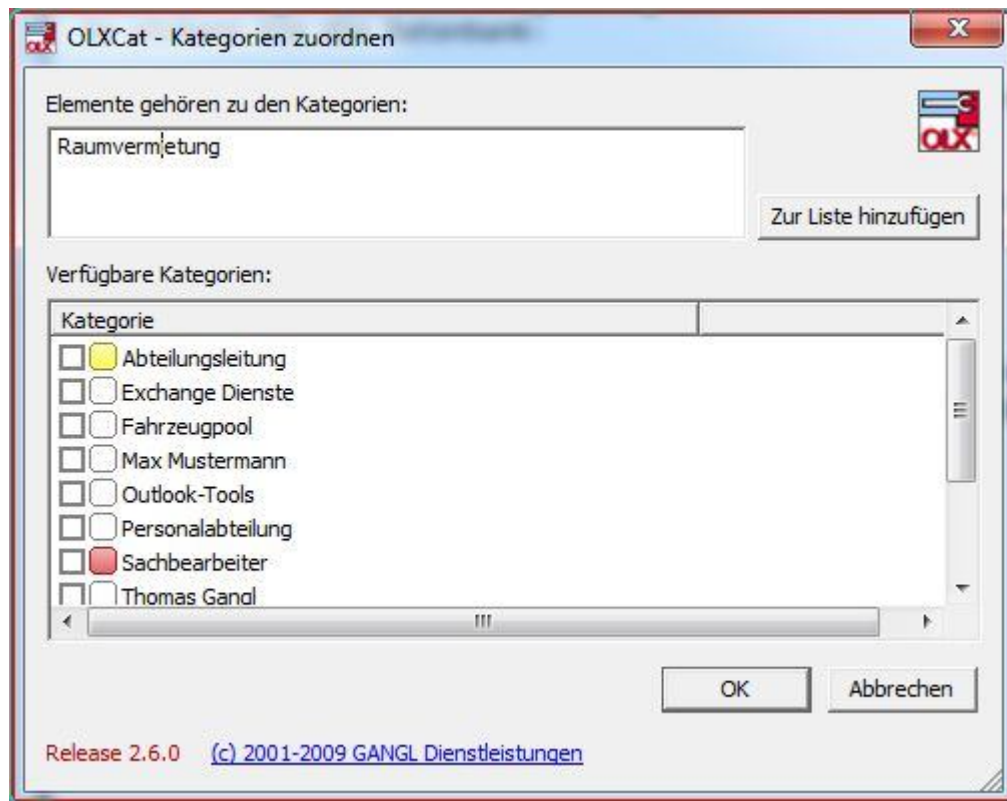 OLXCat - Kategorien zuordnen
Elemente gehören zu den Kategorien:
OLX
Raumvermietung
Zur Liste hinzufügen
Verfügbare Kategorien:
Kategorie
Abteilungsleitung
Exchange Dienste
Fahrzeugpool
Max Mustermann
Outlook-Tools
Personalabteilung
Sachbearbeiter
Thomas Gangl
OK Abbrechen
Release 2.6.0 (c) 2001-2009 GANGL Dienstleistungen